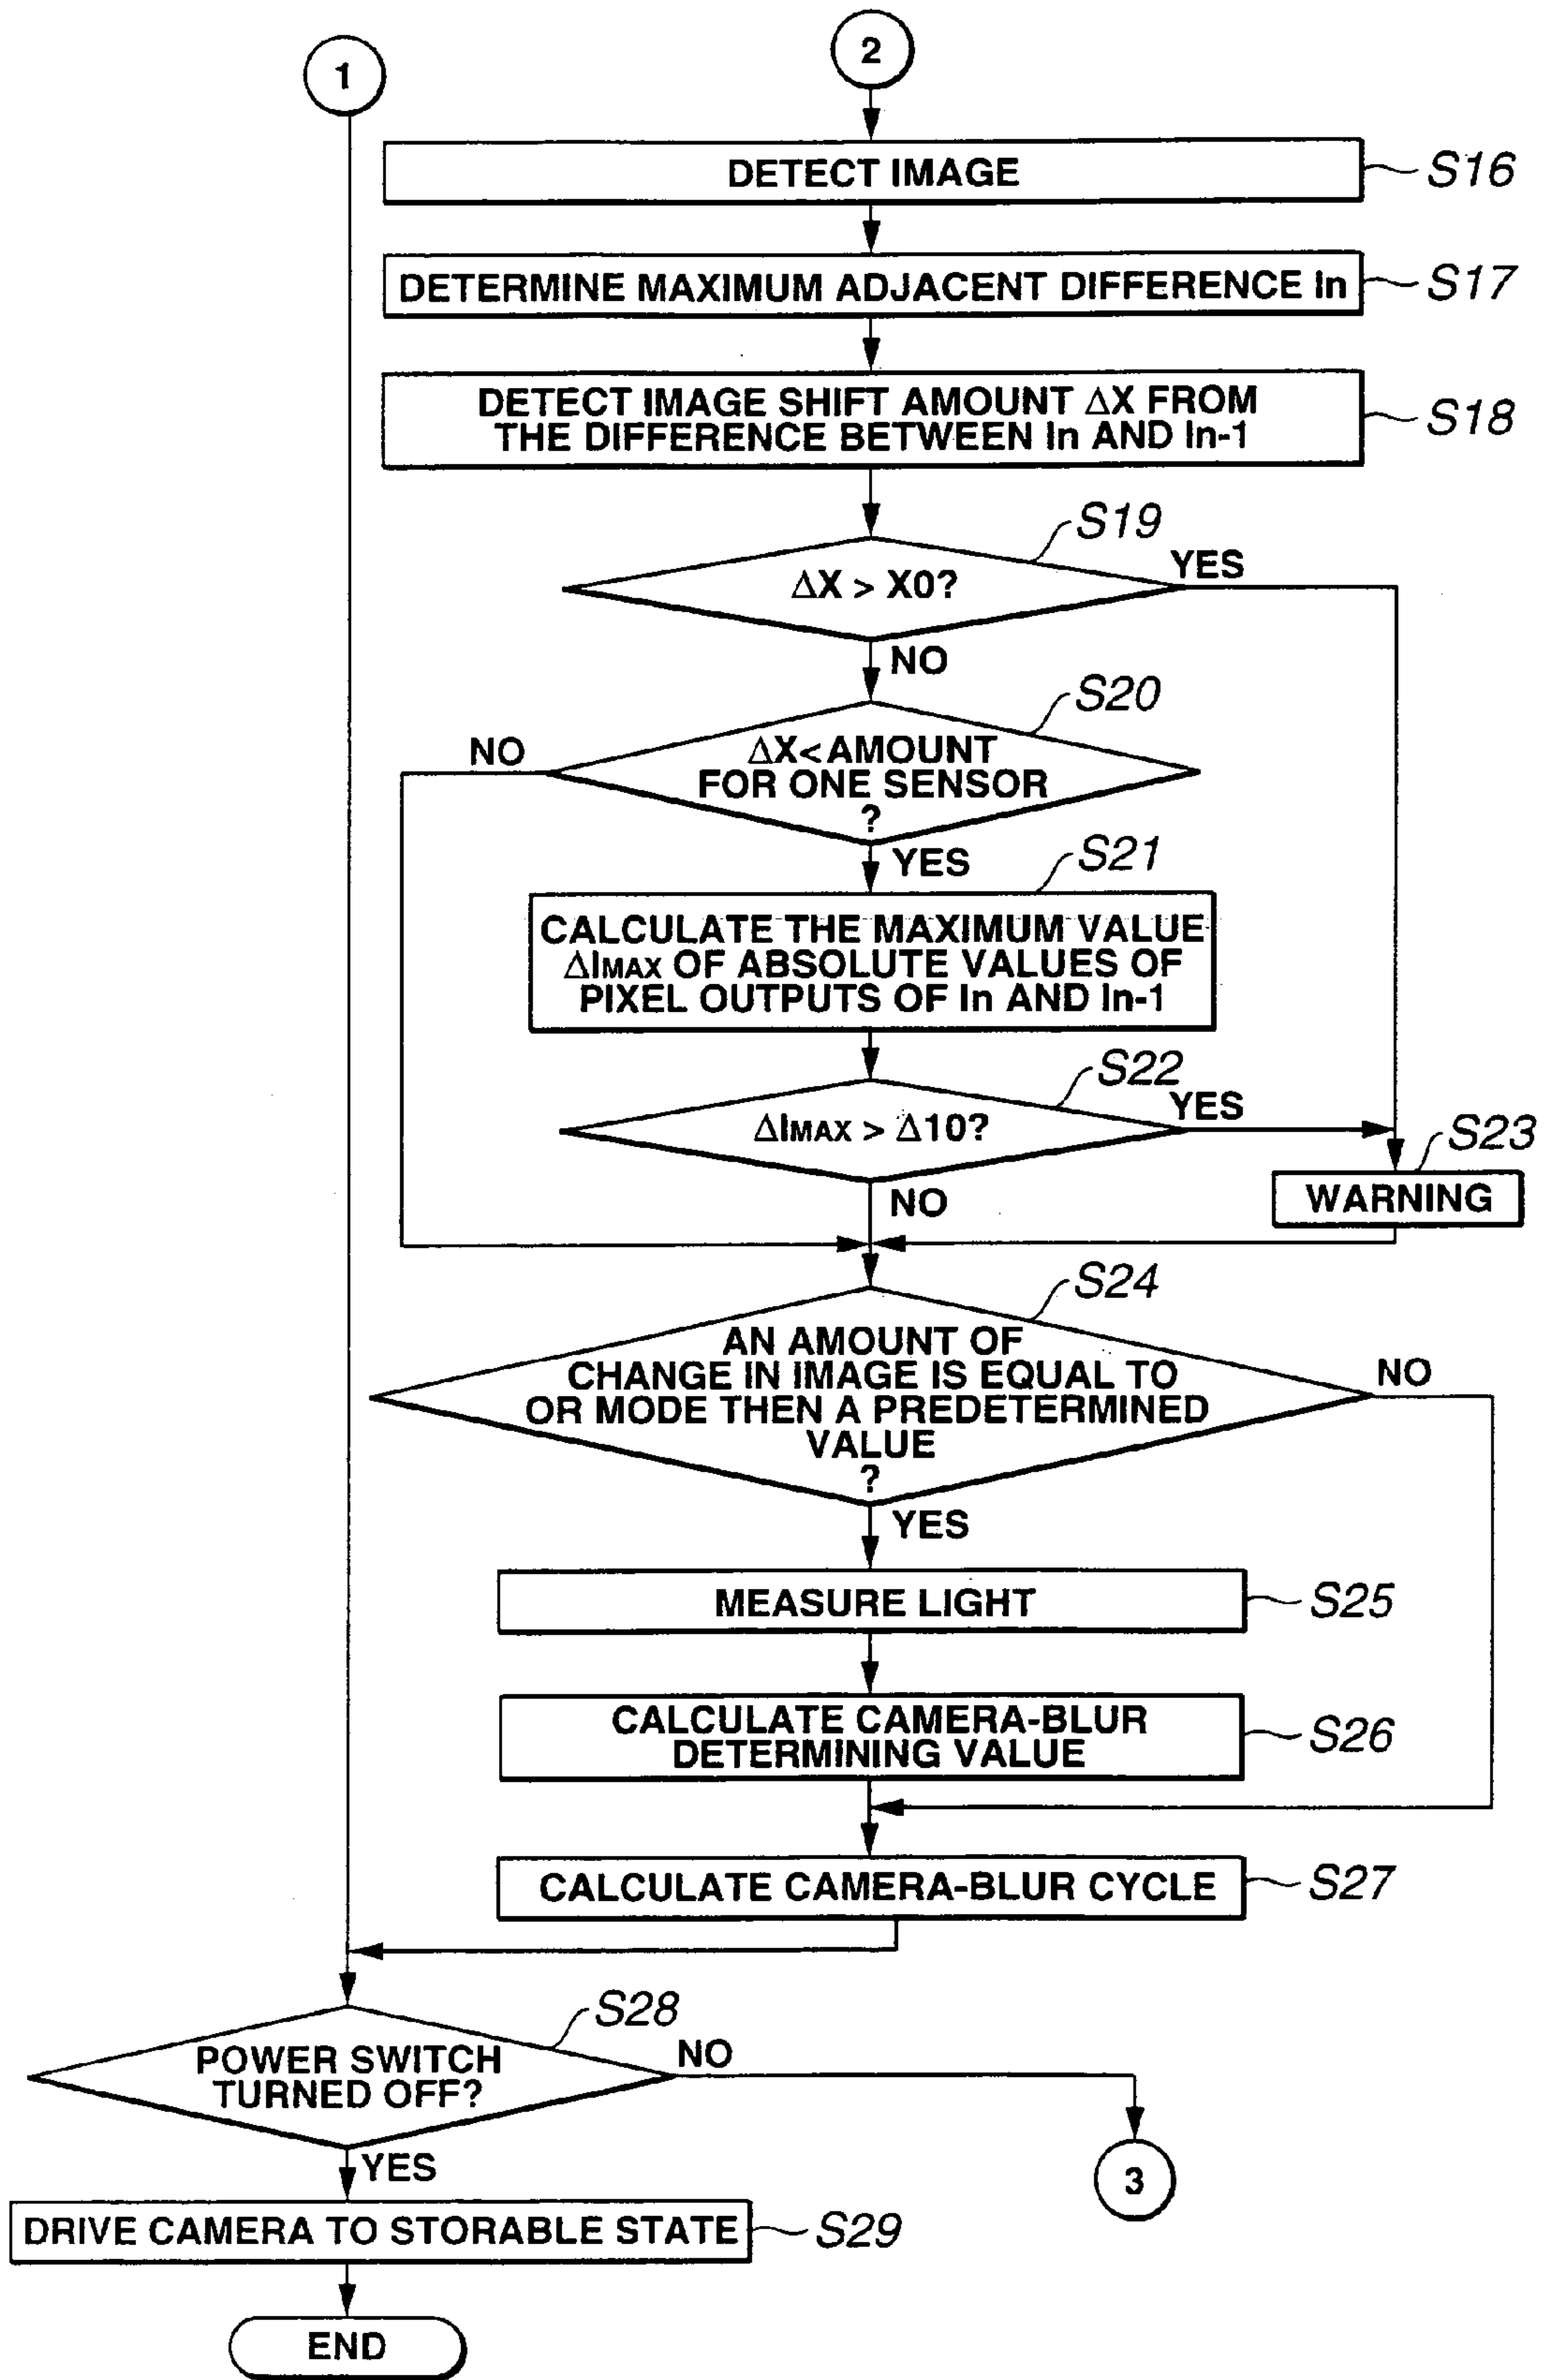 1
2
DETECT IMAGE
S16
DETERMINE MAXIMUM ADJACENT DIFFERENCE In
S17
DETECT IMAGE SHIFT AMOUNT ΔX FROM
THE DIFFERENCE BETWEEN In AND In-1
S18
S19
ΔX > X0?
YES
NO
S20
NO
ΔX<AMOUNT
FOR ONE SENSOR
?
YES
S21
CALCULATE THE MAXIMUM VALUE
ΔIMAX OF ABSOLUTE VALUES OF
PIXEL OUTPUTS OF In AND In-1
S22
ΔIMAX > Δ10?
YES
NO
S23
WARNING
S24
AN AMOUNT OF
CHANGE IN IMAGE IS EQUAL TO
OR MODE THEN A PREDETERMINED
VALUE
?
NO
YES
MEASURE LIGHT
S25
CALCULATE CAMERA-BLUR
DETERMINING VALUE
S26
CALCULATE CAMERA-BLUR CYCLE
S27
S28
POWER SWITCH
TURNED OFF?
NO
YES
3
DRIVE CAMERA TO STORABLE STATE
S29
END